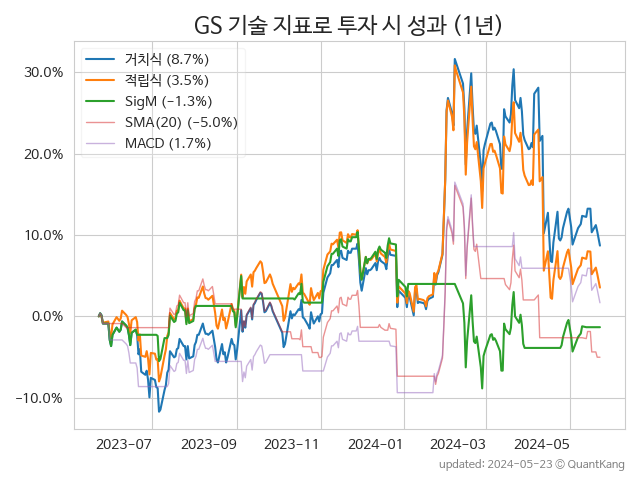 GS 기술 지표로 투자 시 성과 (1년)
거치식 (8.7%)
적립식 (3.5%)
SigM (−1.3%)
SMA(20) (−5.0%)
MACD (1.7%)
30.0%
20.0%
10.0%
0.0%
−10.0%
2023−07 2023−09 2023−11 2024−01 2024−03 2024−05
updated: 2024−05−23 ⓒ QuantKang